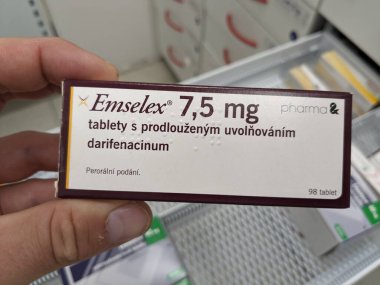 Emselex® 7,5 mg
pharma&
tablety s prodlouženým uvolňováním
darifenacinum
Perorální podání.
98 tablet